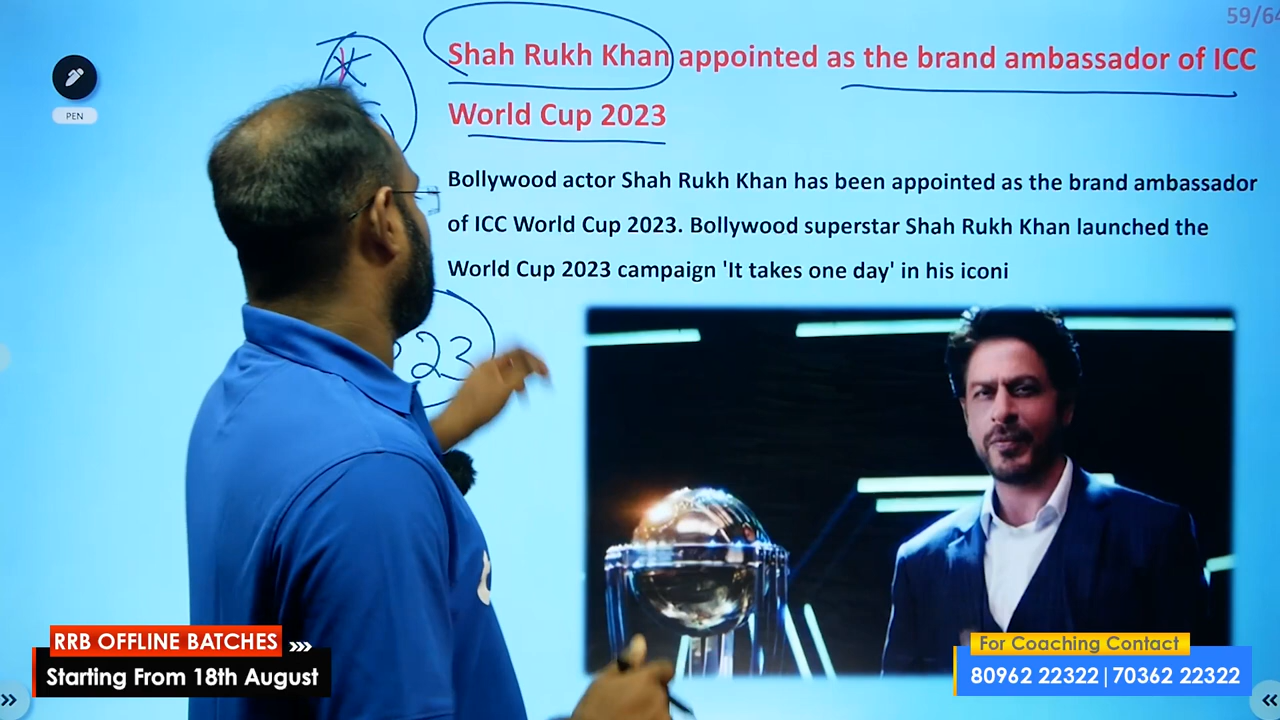 59/64
Shah Rukh Khan appointed as the brand ambassador of ICC
World Cup 2023
PEN
Bollywood actor Shah Rukh Khan has been appointed as the brand ambassador
of ICC World Cup 2023. Bollywood superstar Shah Rukh Khan launched the
World Cup 2023 campaign 'It takes one day' in his iconi
23
RRB OFFLINE BATCHES
Starting From 18th August
For Coaching Contact
80962 22322 | 70362 22322